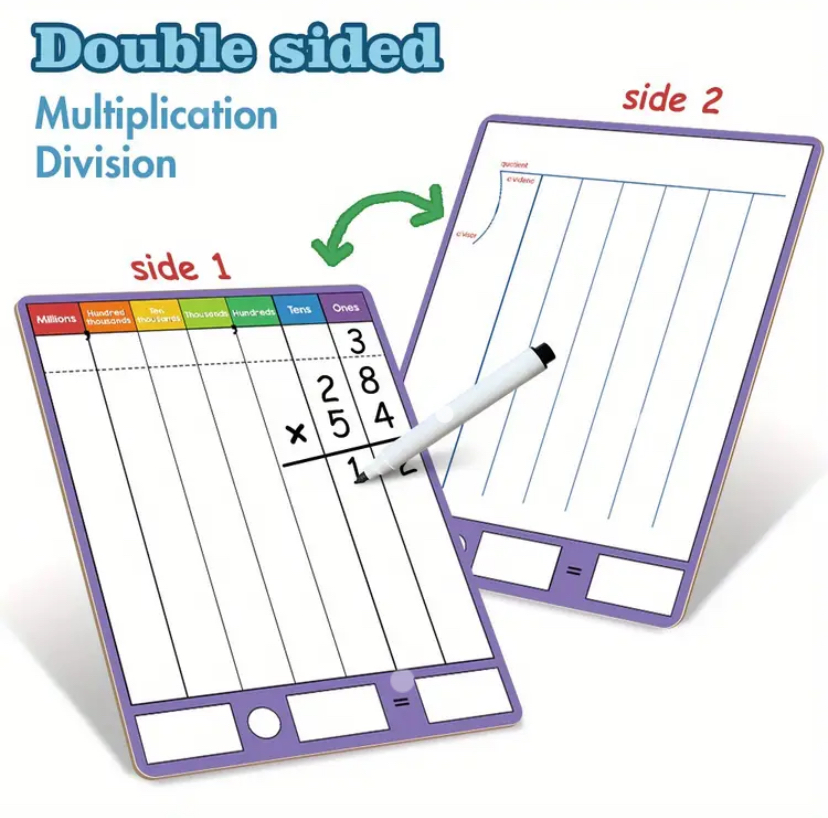 Double sided
Multiplication
Division
side 2
quotient
dividend
divisor
side 1
Millions
Hundred
thousands
Ten
thousands
Thousands
Hundreds
Tens
Ones
,
,
3
2 8
× 5 4
1 2
=
=